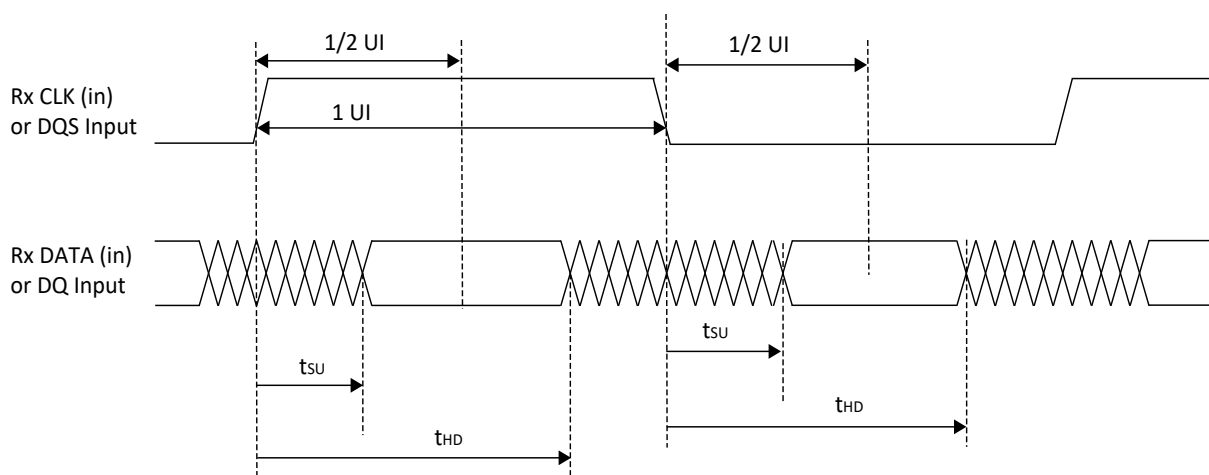 1/2 UI
1/2 UI
Rx CLK (in)
or DQS Input
1 UI
Rx DATA (in)
or DQ Input
tSU
tSU
tHD
tHD